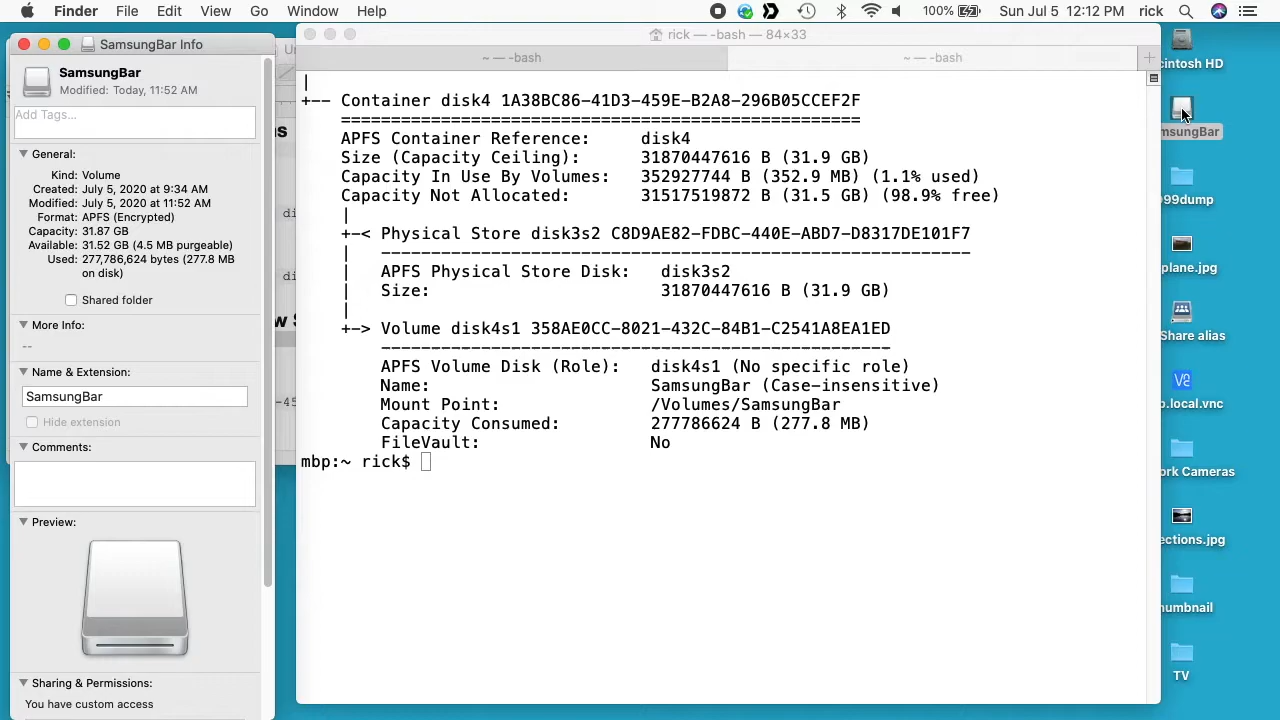 Finder File Edit View Go Window Help 100% Sun Jul 5 12:12 PM rick
SamsungBar Info
SamsungBar
Modified: Today, 11:52 AM
Add Tags...
General:
Kind: Volume
Created: July 5, 2020 at 9:34 AM
Modified: July 5, 2020 at 11:52 AM
Format: APFS (Encrypted)
Capacity: 31.87 GB
Available: 31.52 GB (4.5 MB purgeable)
Used: 277,786,624 bytes (277.8 MB
on disk)
Shared folder
More Info:
--
Name & Extension:
SamsungBar
Hide extension
Comments:
Preview:
Sharing & Permissions:
You have custom access
rick — -bash — 84×33
~ — -bash
~ — -bash
|
+-- Container disk4 1A38BC86-41D3-459E-B2A8-296B05CCEF2F
====================================================
APFS Container Reference: disk4
Size (Capacity Ceiling): 31870447616 B (31.9 GB)
Capacity In Use By Volumes: 352927744 B (352.9 MB) (1.1% used)
Capacity Not Allocated: 31517519872 B (31.5 GB) (98.9% free)
|
+-< Physical Store disk3s2 C8D9AE82-FDBC-440E-ABD7-D8317DE101F7
| -----------------------------------------------------------
| APFS Physical Store Disk: disk3s2
| Size: 31870447616 B (31.9 GB)
|
+-> Volume disk4s1 358AE0CC-8021-432C-84B1-C2541A8EA1ED
---------------------------------------------------
APFS Volume Disk (Role): disk4s1 (No specific role)
Name: SamsungBar (Case-insensitive)
Mount Point: /Volumes/SamsungBar
Capacity Consumed: 277786624 B (277.8 MB)
FileVault: No
mbp:~ rick$
cintosh HD
msungBar
99dump
plane.jpg
Share alias
o.local.vnc
ork Cameras
ections.jpg
numbnail
TV